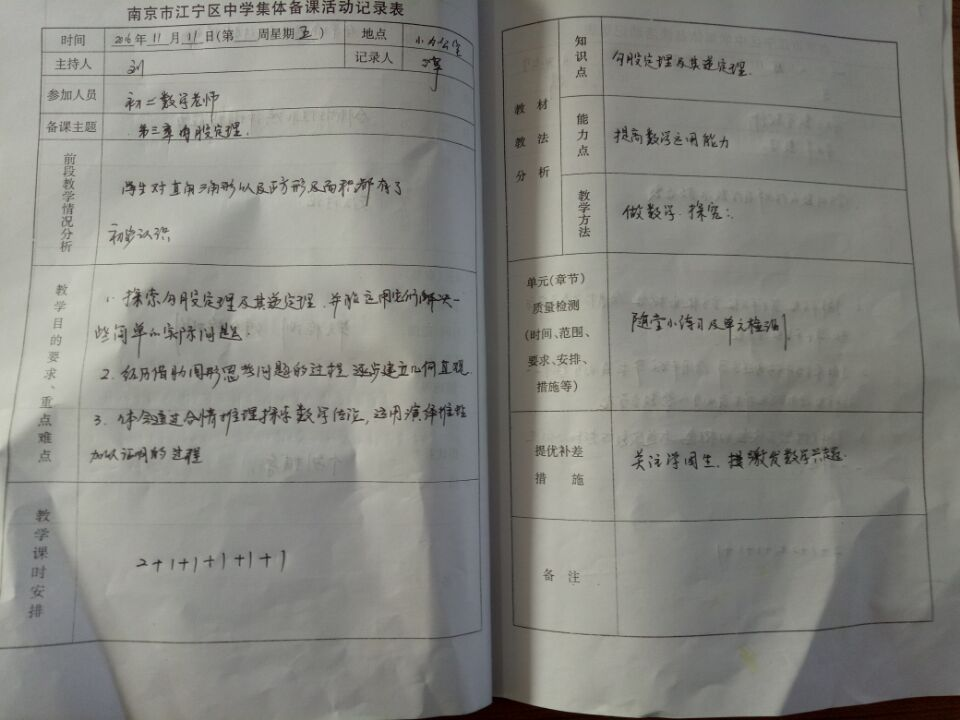 南京市江宁区中学集体备课活动记录表
时间 2016年11月11日(第 周星期五) 地点 小办公室
主持人 刘 记录人
参加人员 初二数学老师
备课主题 第三章勾股定理.
前段教学情况分析
学生对直角三角形以及正方形及面积都有了
初步认识
教学目的要求、重点难点
1. 探索勾股定理及其逆定理,并能运用它们解决一
些简单的实际问题.
2. 经历借助图形思考问题的过程 逐步建立几何直观.
3. 体会通过合情推理探索数学结论,运用演绎推理
加以证明的过程
教学课时安排
2+1+1+1+1+1
教材教法分析
知识点 勾股定理及其逆定理.
能力点 提高数学运用能力
教学方法 做数学. 探究:
单元(章节)
质量检测
(时间、范围、
要求、安排、
措施等)
随堂小练习及单元检测
提优补差
措施
关注学困生, 激发数学兴趣.
备注